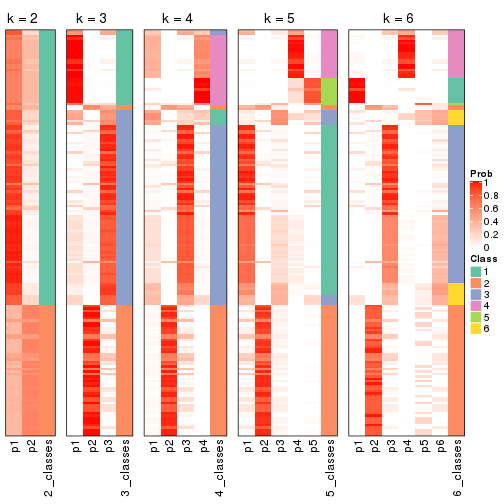 k = 2
k = 3
k = 4
k = 5
k = 6
Prob
1
0.8
0.6
0.4
0.2
0
Class
1
2
3
4
5
6
p1
p2
2_classes
p1
p2
p3
3_classes
p1
p2
p3
p4
4_classes
p1
p2
p3
p4
p5
5_classes
p1
p2
p3
p4
p5
p6
6_classes